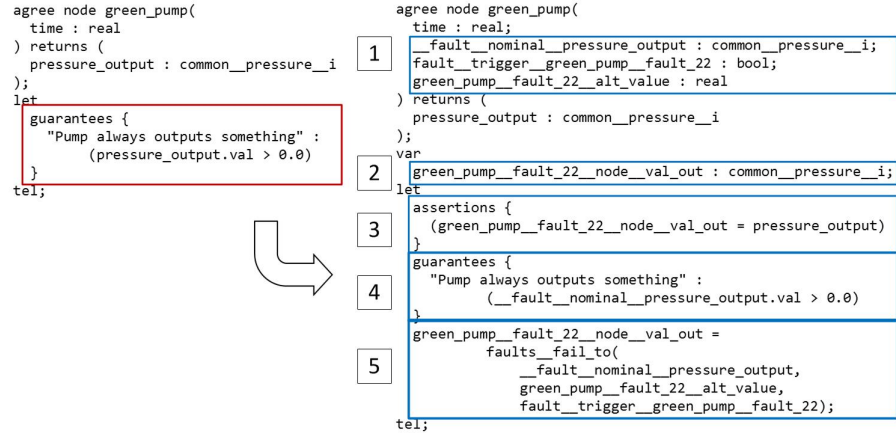 agree node green_pump(
time : real
) returns (
pressure_output : common__pressure__i
);
let
guarantees {
"Pump always outputs something" :
(pressure_output.val > 0.0)
}
tel;
agree node green_pump(
time : real;
1
__fault__nominal__pressure_output : common__pressure__i;
fault__trigger__green_pump__fault_22 : bool;
green_pump__fault_22__alt_value : real
) returns (
pressure_output : common__pressure__i
);
var
2
green_pump__fault_22__node__val_out : common__pressure__i;
let
3
assertions {
(green_pump__fault_22__node__val_out = pressure_output)
}
4
guarantees {
"Pump always outputs something" :
(__fault__nominal__pressure_output.val > 0.0)
}
5
green_pump__fault_22__node__val_out =
faults__fail_to(
__fault__nominal__pressure_output,
green_pump__fault_22__alt_value,
fault__trigger__green_pump__fault_22);
tel;